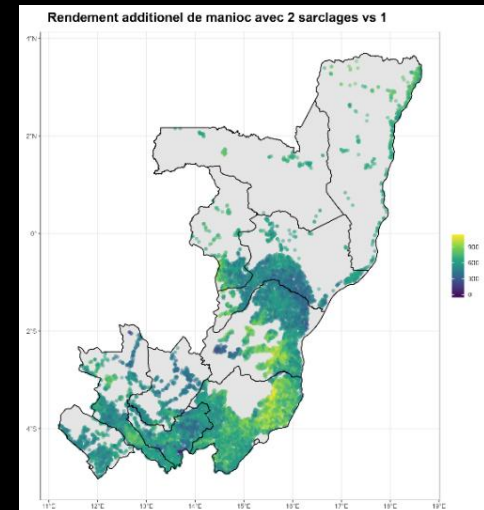 Rendement additionel de manioc avec 2 sarclages vs 1
2°N
0°
2°S
4°S
900
600
300
0
11°E 12°E 13°E 14°E 15°E 16°E 17°E 18°E 19°E